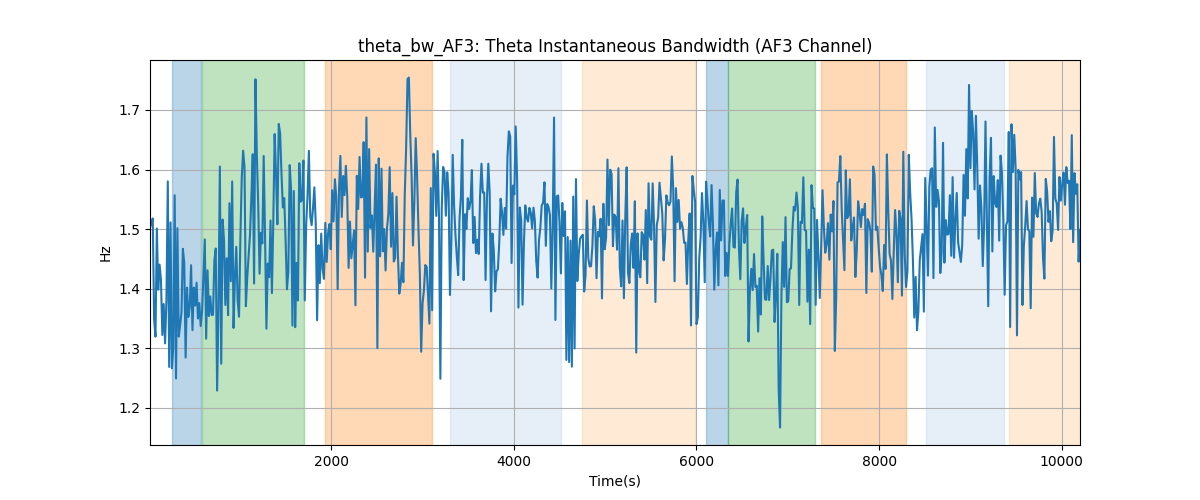 theta_bw_AF3: Theta Instantaneous Bandwidth (AF3 Channel)
Hz
1.7
1.6
1.5
1.4
1.3
1.2
2000 4000 6000 8000 10000
Time(s)